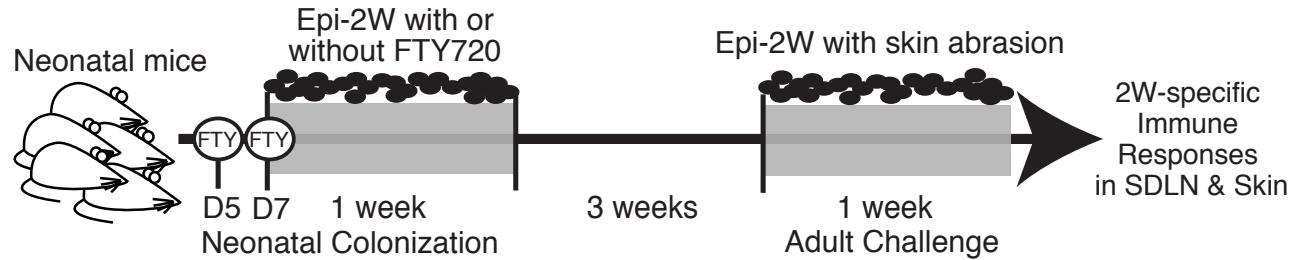 Neonatal mice
Epi-2W with or
without FTY720
Epi-2W with skin abrasion
FTY FTY
D5 D7 1 week
Neonatal Colonization
3 weeks
1 week
Adult Challenge
2W-specific
Immune
Responses
in SDLN & Skin